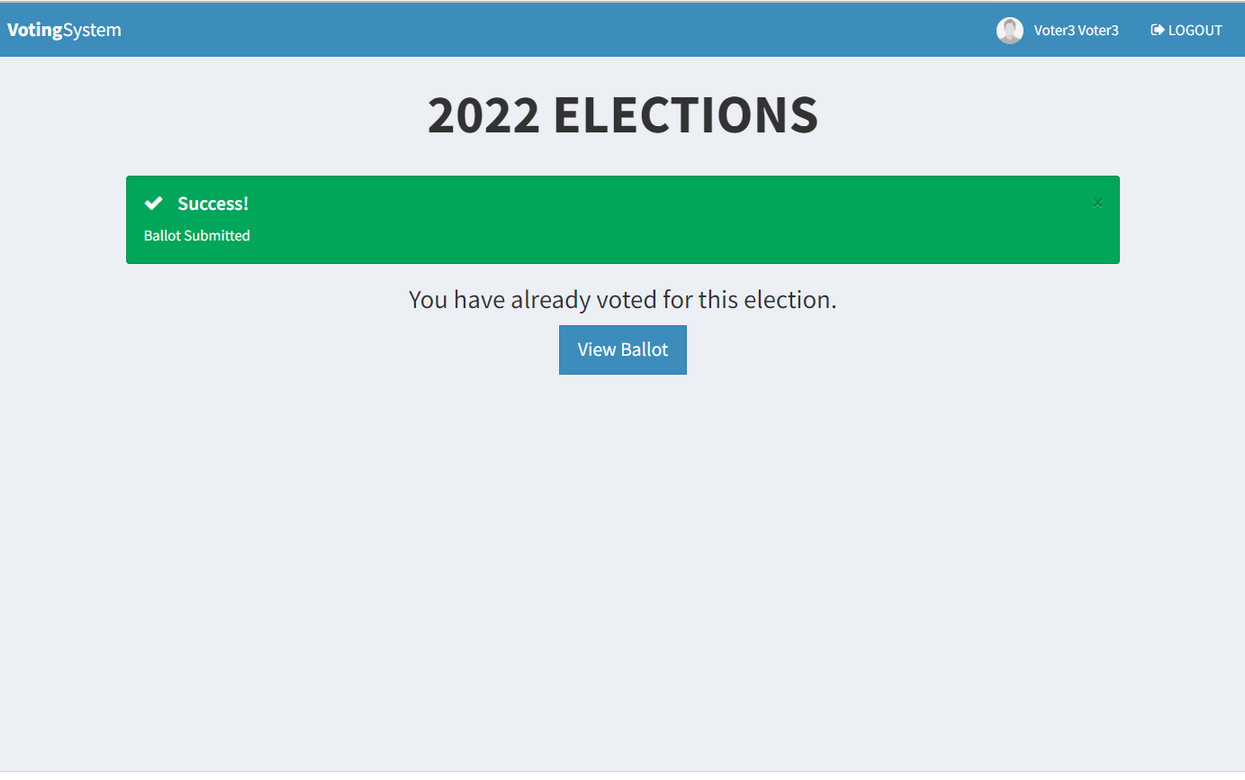 VotingSystem
Voter3 Voter3
LOGOUT
2022 ELECTIONS
Success!
×
Ballot Submitted
You have already voted for this election.
View Ballot